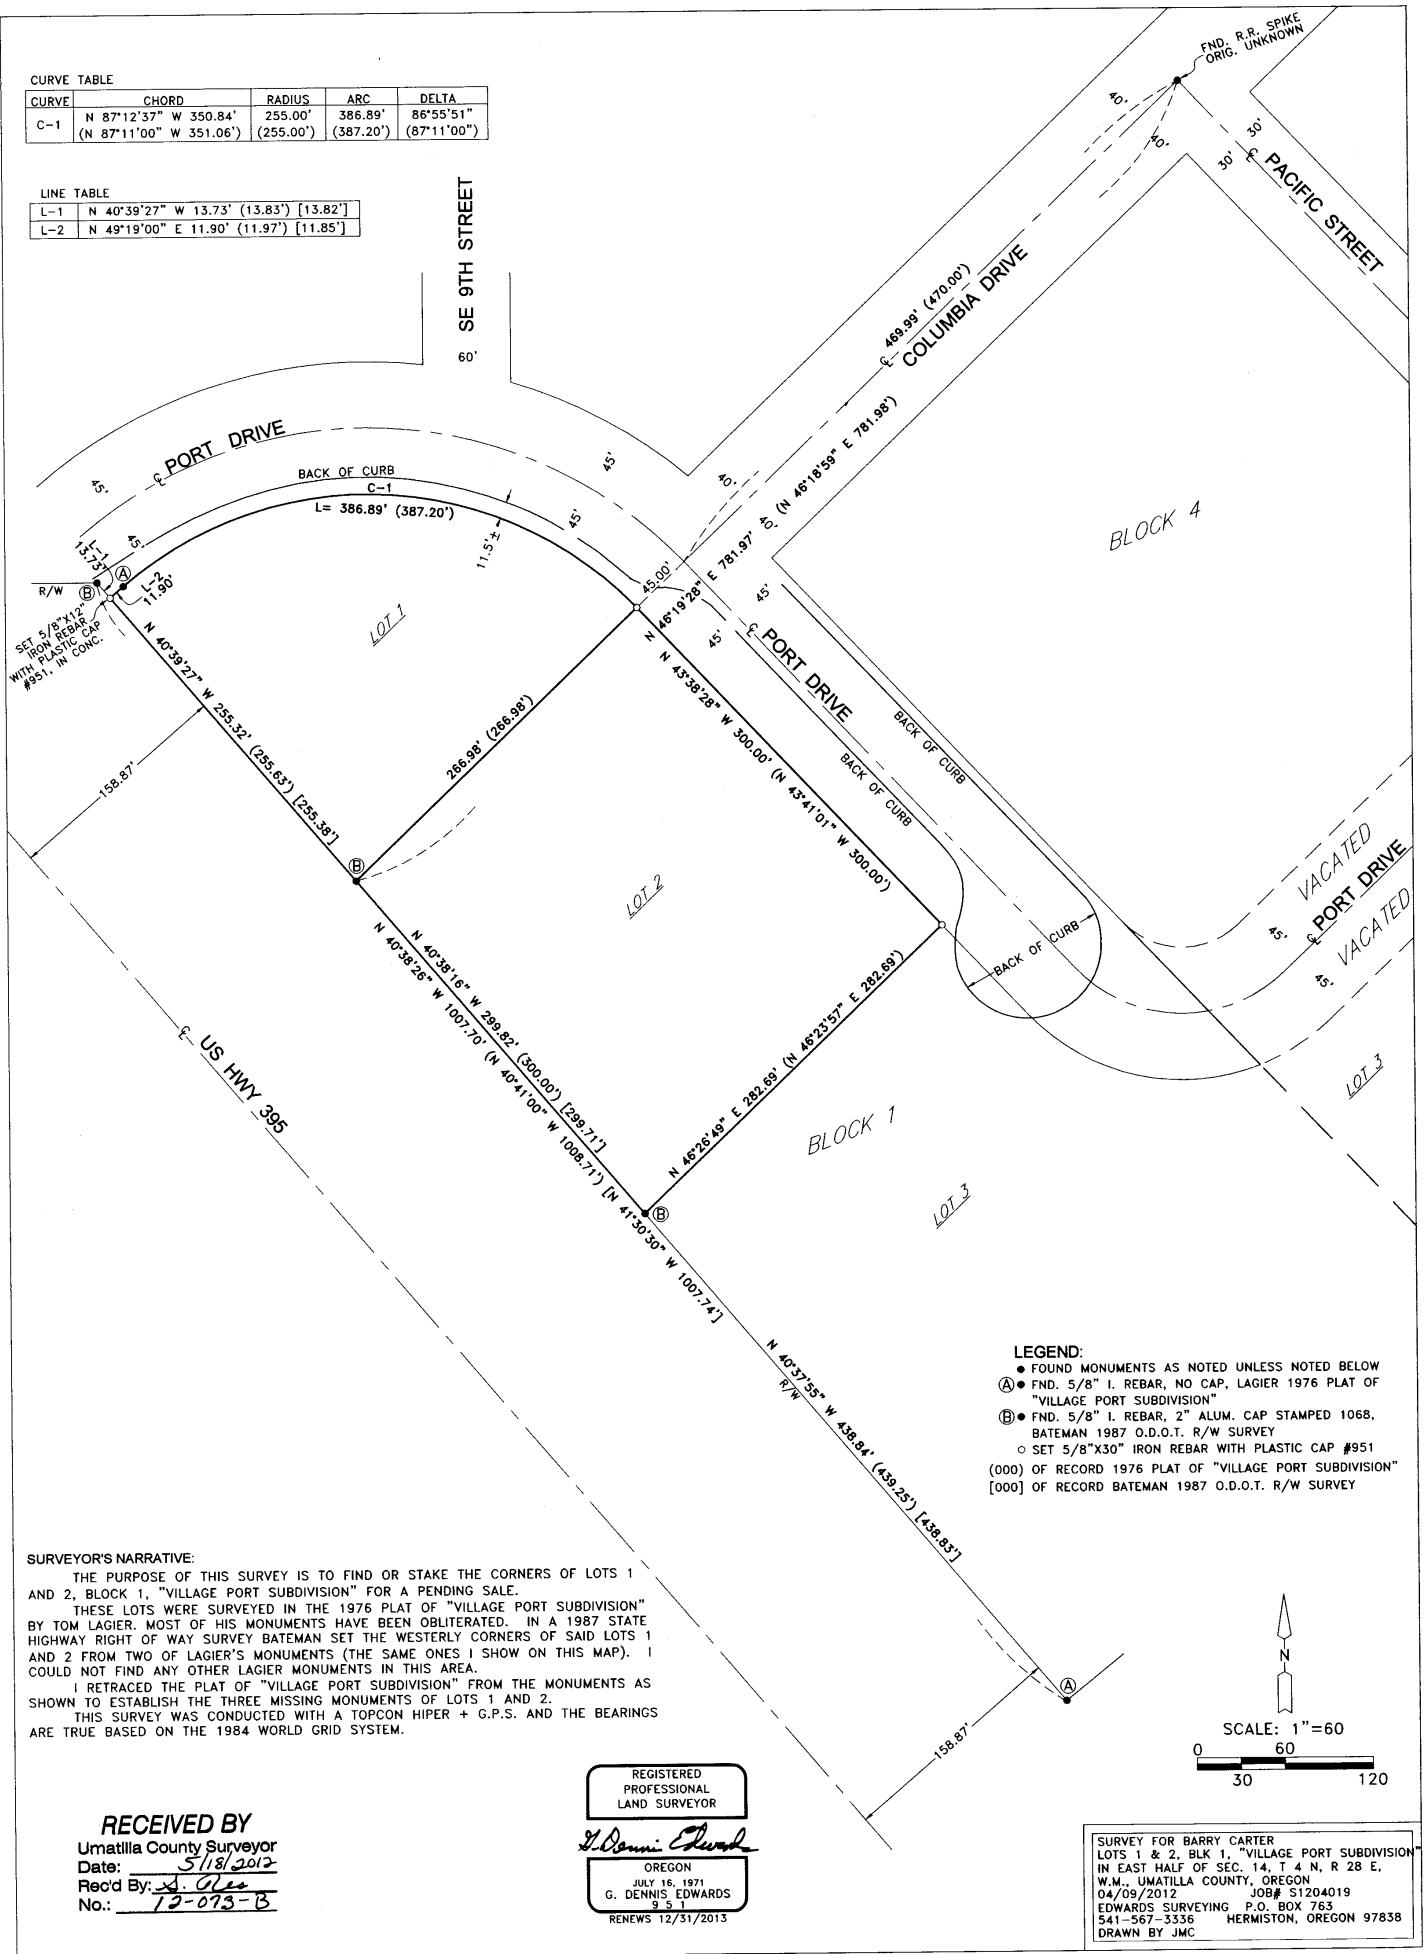 CURVE TABLE
CURVE CHORD RADIUS ARC DELTA
C-1 N 87°12'37" W 350.84' 255.00' 386.89' 86°55'51"
(N 87°11'00" W 351.06') (255.00') (387.20') (87°11'00")
LINE TABLE
L-1 N 40°39'27" W 13.73' (13.83') [13.82']
L-2 N 49°19'00" E 11.90' (11.97') [11.85']
FND. R.R. SPIKE
ORIG. UNKNOWN
40'
40'
30'
30'
℄ PACIFIC STREET
SE 9TH STREET
60'
469.99' (470.00')
℄ COLUMBIA DRIVE
N 46°19'28" E 781.97' (N 46°18'59" E 781.98')
40'
40'
45'
℄ PORT DRIVE
45'
BACK OF CURB
C-1
L= 386.89' (387.20')
11.5'±
45'
45'
45.00'
45'
45'
BLOCK 4
L-1
13.73'
A
B
R/W
L-2
11.90'
SET 5/8"X12"
IRON REBAR
WITH PLASTIC CAP
#951, IN CONC.
LOT 1
N 40°39'27" W 255.32' (255.63') [255.38']
266.98' (266.98')
158.87'
℄ PORT DRIVE
N 43°38'28" W 300.00' (N 43°41'01" W 300.00')
BACK OF CURB
BACK OF CURB
BACK OF CURB
B
LOT 2
VACATED
45'
℄ PORT DRIVE
VACATED
45'
N 40°38'16" W 299.82' (300.00') [299.71']
N 40°38'26" W 1007.70' (N 40°41'00" W 1008.71') [N 41°30'30" W 1007.74']
N 46°26'49" E 282.69' (N 46°23'57" E 282.69')
℄ US HWY 395
BLOCK 1
LOT 3
LOT 3
B
N 40°37'55" W 438.84' (439.25') [438.83']
R/W
A
158.87'
LEGEND:
● FOUND MONUMENTS AS NOTED UNLESS NOTED BELOW
Ⓐ● FND. 5/8" I. REBAR, NO CAP, LAGIER 1976 PLAT OF
"VILLAGE PORT SUBDIVISION"
Ⓑ● FND. 5/8" I. REBAR, 2" ALUM. CAP STAMPED 1068,
BATEMAN 1987 O.D.O.T. R/W SURVEY
○ SET 5/8"X30" IRON REBAR WITH PLASTIC CAP #951
(000) OF RECORD 1976 PLAT OF "VILLAGE PORT SUBDIVISION"
[000] OF RECORD BATEMAN 1987 O.D.O.T. R/W SURVEY
SURVEYOR'S NARRATIVE:
THE PURPOSE OF THIS SURVEY IS TO FIND OR STAKE THE CORNERS OF LOTS 1
AND 2, BLOCK 1, "VILLAGE PORT SUBDIVISION" FOR A PENDING SALE.
THESE LOTS WERE SURVEYED IN THE 1976 PLAT OF "VILLAGE PORT SUBDIVISION"
BY TOM LAGIER. MOST OF HIS MONUMENTS HAVE BEEN OBLITERATED. IN A 1987 STATE
HIGHWAY RIGHT OF WAY SURVEY BATEMAN SET THE WESTERLY CORNERS OF SAID LOTS 1
AND 2 FROM TWO OF LAGIER'S MONUMENTS (THE SAME ONES I SHOW ON THIS MAP). I
COULD NOT FIND ANY OTHER LAGIER MONUMENTS IN THIS AREA.
I RETRACED THE PLAT OF "VILLAGE PORT SUBDIVISION" FROM THE MONUMENTS AS
SHOWN TO ESTABLISH THE THREE MISSING MONUMENTS OF LOTS 1 AND 2.
THIS SURVEY WAS CONDUCTED WITH A TOPCON HIPER + G.P.S. AND THE BEARINGS
ARE TRUE BASED ON THE 1984 WORLD GRID SYSTEM.
N
SCALE: 1"=60
0 60
30 120
RECEIVED BY
Umatilla County Surveyor
Date: 5/18/2012
Rec'd By: S.
No.: 12-073-B
REGISTERED
PROFESSIONAL
LAND SURVEYOR
G. Dennis Edwards
OREGON
JULY 16, 1971
G. DENNIS EDWARDS
951
RENEWS 12/31/2013
SURVEY FOR BARRY CARTER
LOTS 1 & 2, BLK 1, "VILLAGE PORT SUBDIVISION"
IN EAST HALF OF SEC. 14, T 4 N, R 28 E,
W.M., UMATILLA COUNTY, OREGON
04/09/2012 JOB# S1204019
EDWARDS SURVEYING P.O. BOX 763
541-567-3336 HERMISTON, OREGON 97838
DRAWN BY JMC